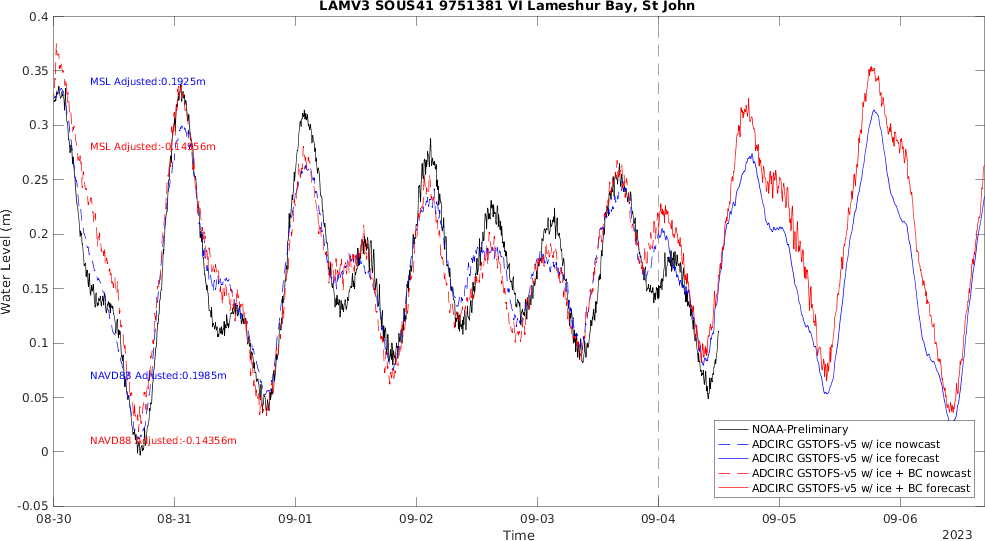 LAMV3 SOUS41 9751381 VI Lameshur Bay, St John
0.4
0.35
0.3
0.25
0.2
0.15
0.1
0.05
0
-0.05
Water Level (m)
MSL Adjusted:0.1925m
MSL Adjusted:-0.14956m
NAVD88 Adjusted:0.1985m
NAVD88 Adjusted:-0.14356m
NOAA-Preliminary
ADCIRC GSTOFS-v5 w/ ice nowcast
ADCIRC GSTOFS-v5 w/ ice forecast
ADCIRC GSTOFS-v5 w/ ice + BC nowcast
ADCIRC GSTOFS-v5 w/ ice + BC forecast
08-30 08-31 09-01 09-02 09-03 09-04 09-05 09-06
Time
2023